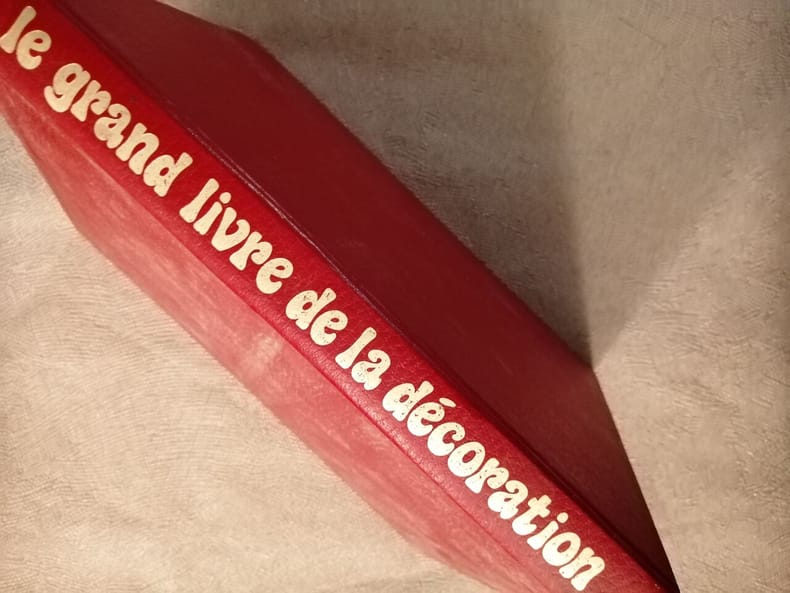 le grand livre de la décoration